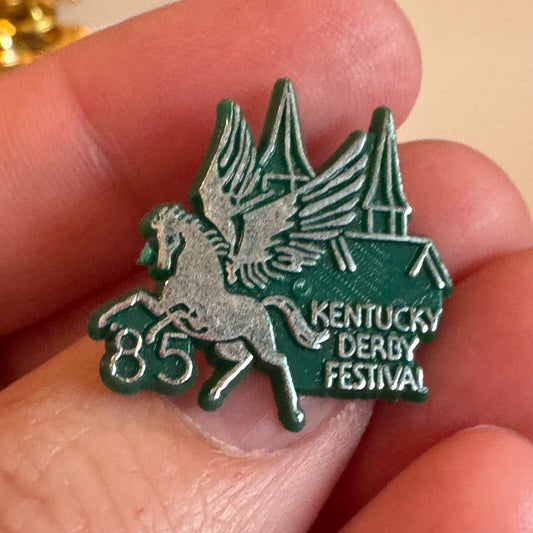 85
KENTUCKY
DERBY
FESTIVAL